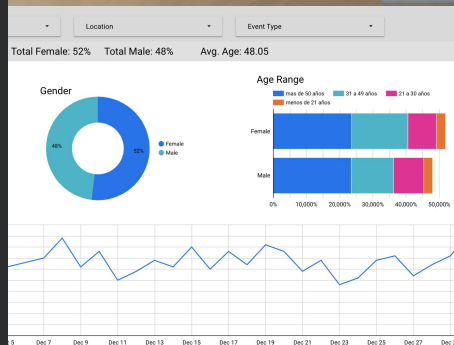 Location
Event Type
Total Female: 52% Total Male: 48% Avg. Age: 48.05
Gender
48%
52%
Female
Male
Age Range
mas de 50 años
31 a 49 años
21 a 30 años
menos de 21 años
Female
Male
0% 10,000% 20,000% 30,000% 40,000% 50,000%
5 Dec 7 Dec 9 Dec 11 Dec 13 Dec 15 Dec 17 Dec 19 Dec 21 Dec 23 Dec 25 Dec 27 Dec